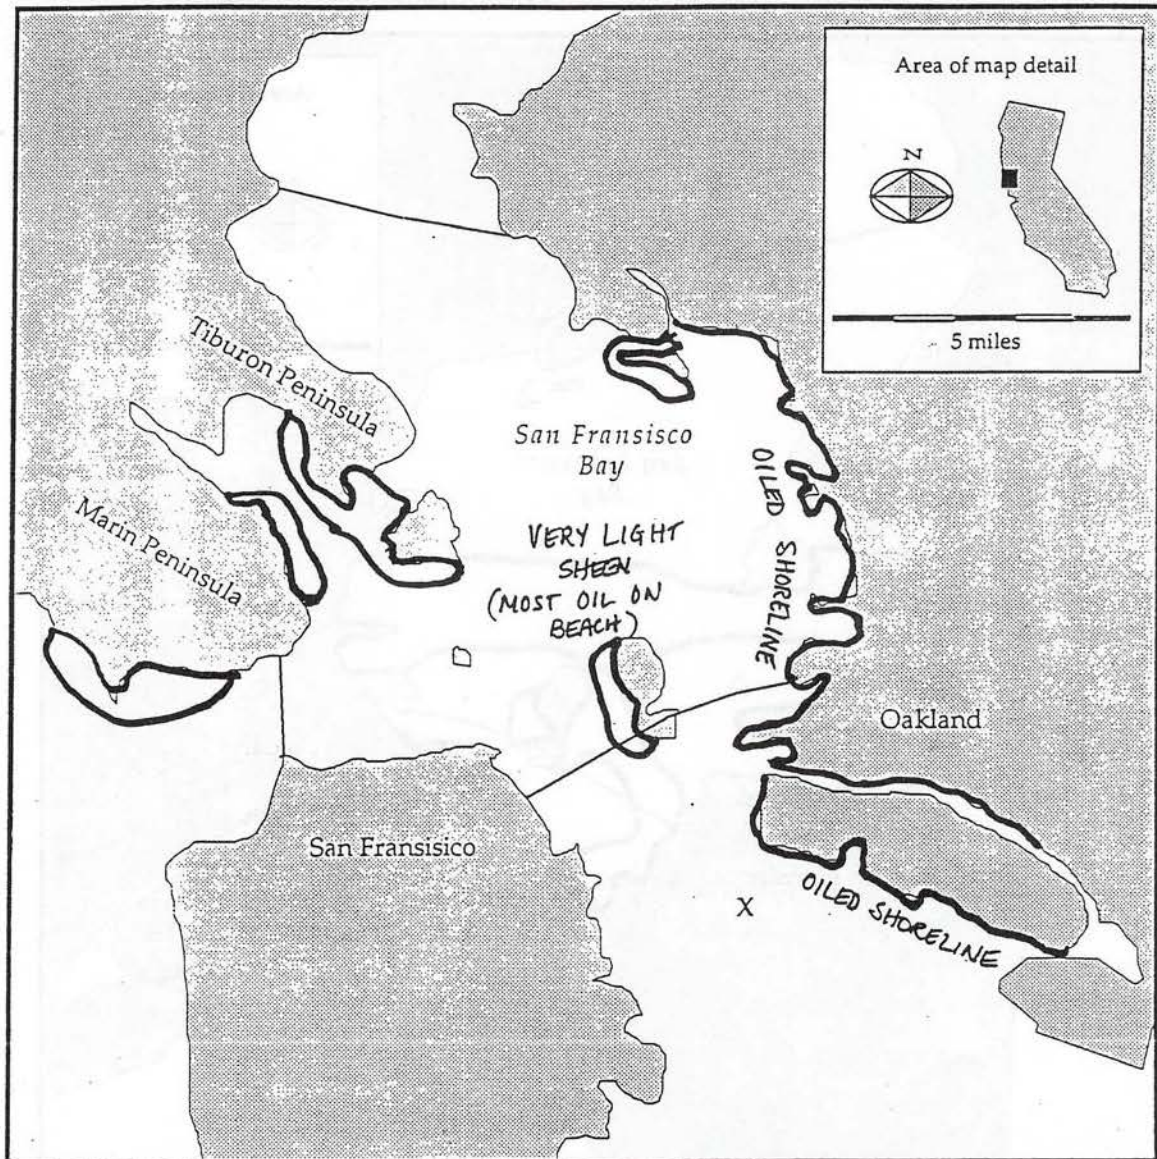 Area of map detail
N
5 miles
Tiburon Peninsula
San Fransisco
Bay
OILED SHORELINE
Marin Peninsula
VERY LIGHT
SHEEN
(MOST OIL ON
BEACH)
Oakland
San Fransisico
X
OILED SHORELINE